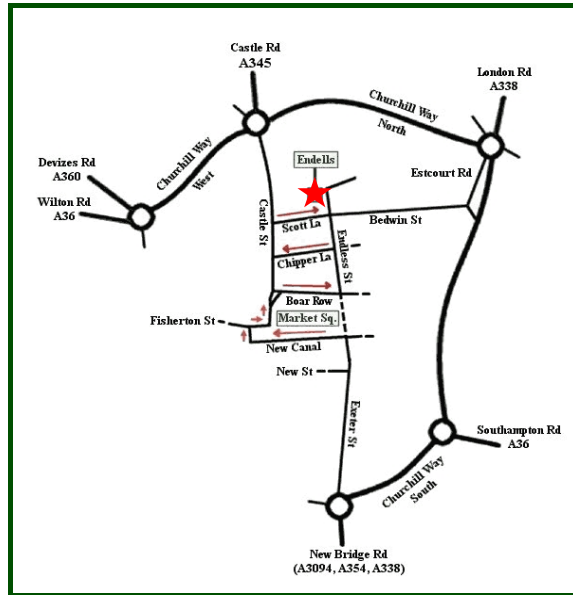 Castle Rd
A345
London Rd
A338
Churchill Way
North
Devizes Rd
A360
Churchill Way
West
Endells
Estcourt Rd
Wilton Rd
A36
Castle St
Scott La
Bedwin St
Chipper La
Endless St
Boar Row
Fisherton St
Market Sq.
New Canal
New St
Exeter St
Southampton Rd
A36
Churchill Way
South
New Bridge Rd
(A3094, A354, A338)